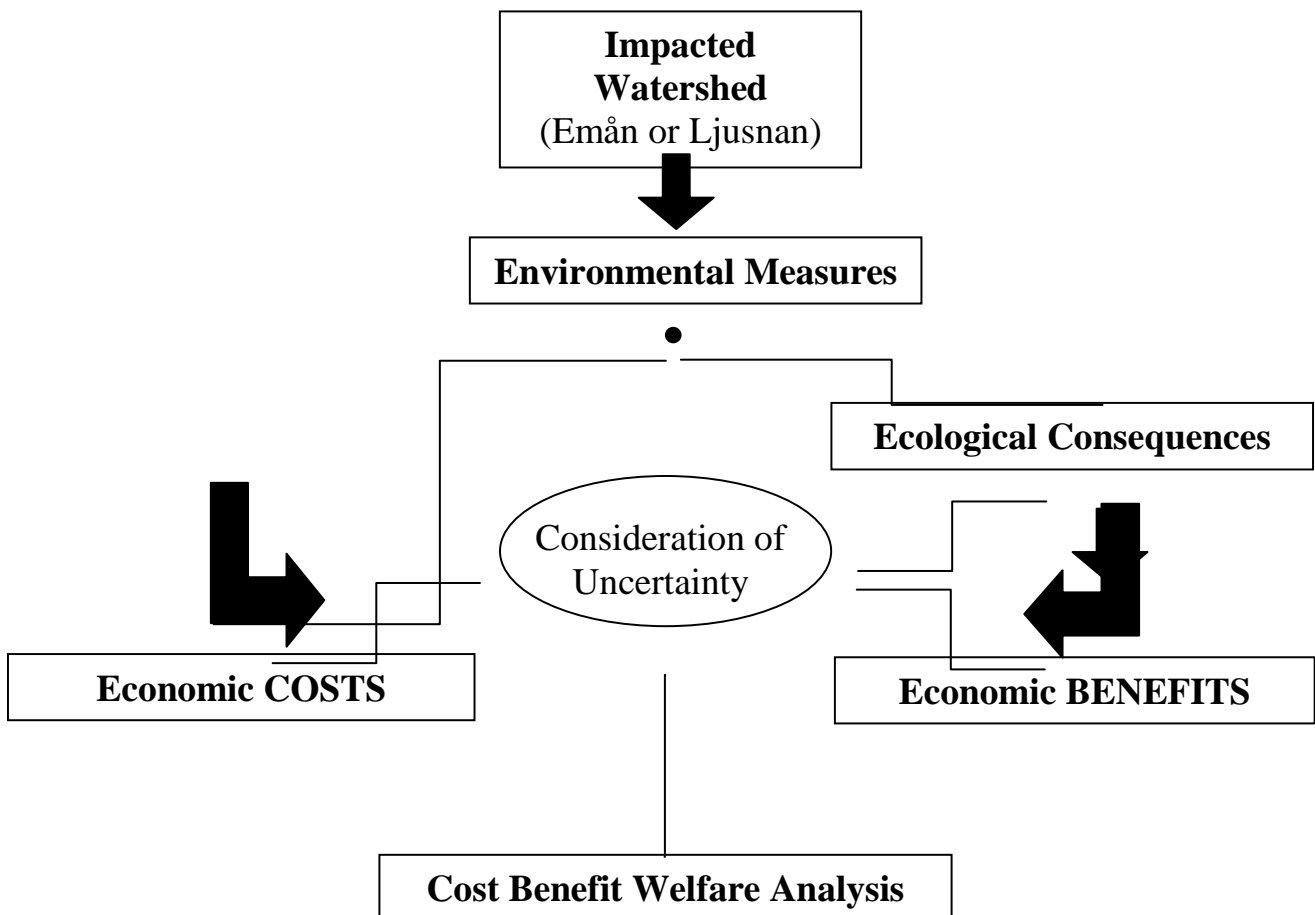 Impacted
Watershed
(Emån or Ljusnan)
Environmental Measures
Ecological Consequences
Consideration of
Uncertainty
Economic COSTS
Economic BENEFITS
Cost Benefit Welfare Analysis